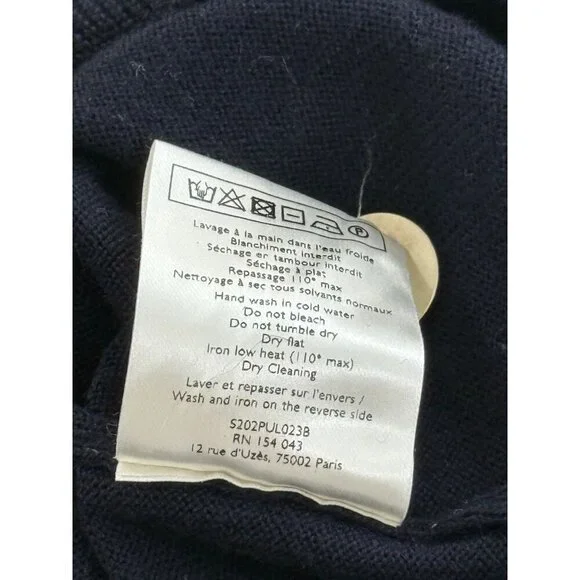 Lavage à la main dans l'eau froide
Blanchiment interdit
Séchage en tambour interdit
Séchage à plat
Repassage 110° max
Nettoyage à sec tous solvants normaux
Hand wash in cold water
Do not bleach
Do not tumble dry
Dry flat
Iron low heat (110° max)
Dry Cleaning
Laver et repasser sur l'envers /
Wash and iron on the reverse side
S202PUL023B
RN 154 043
12 rue d'Uzès, 75002 Paris